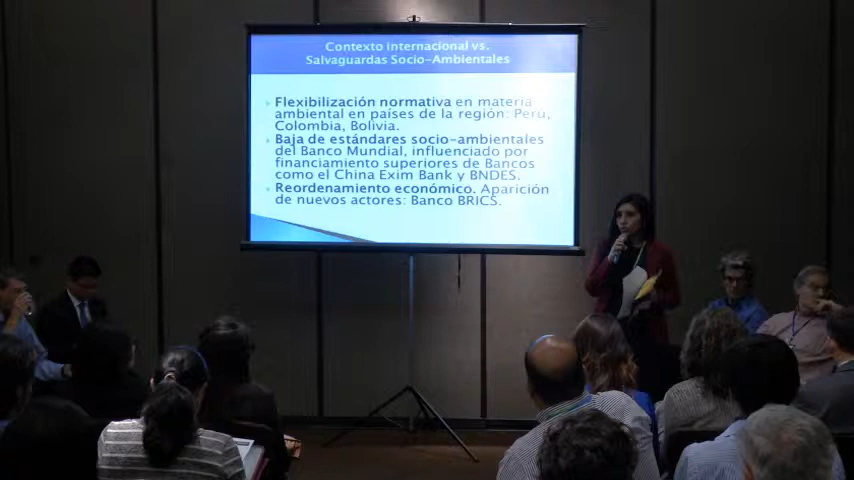 Contexto internacional vs.
Salvaguardas Socio-Ambientales
Flexibilización normativa en materia
ambiental en países de la región: Perú,
Colombia, Bolivia.
Baja de estándares socio-ambientales
del Banco Mundial, influenciado por
financiamiento superiores de Bancos
como el China Exim Bank y BNDES.
Reordenamiento económico. Aparición
de nuevos actores: Banco BRICS.